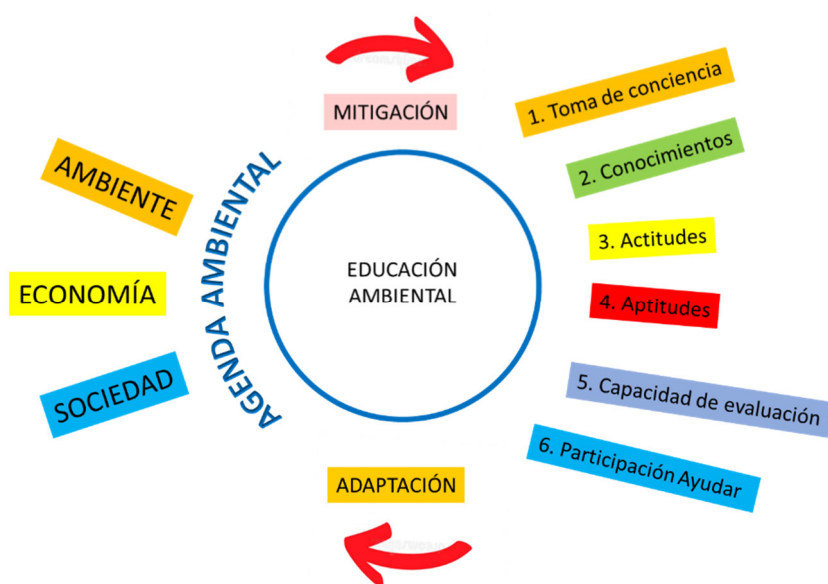 MITIGACIÓN
AMBIENTE
ECONOMÍA
SOCIEDAD
AGENDA AMBIENTAL
EDUCACIÓN
AMBIENTAL
1. Toma de conciencia
2. Conocimientos
3. Actitudes
4. Aptitudes
5. Capacidad de evaluación
6. Participación Ayudar
ADAPTACIÓN